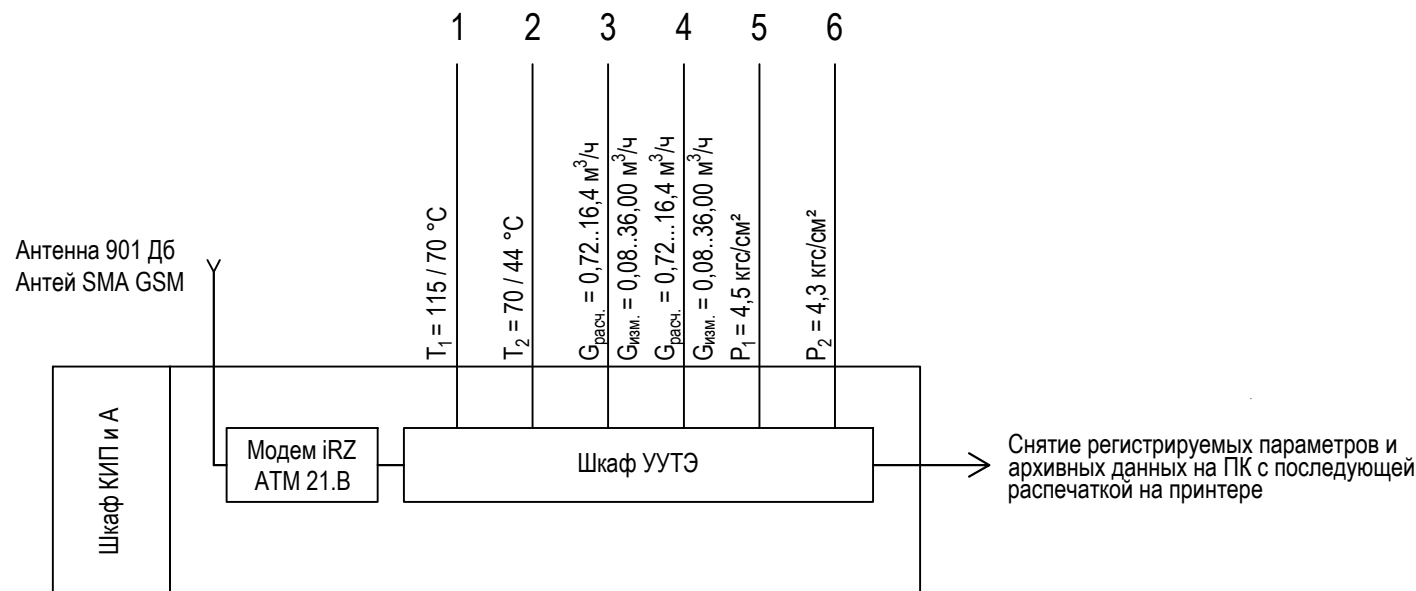 1 2 3 4 5 6
T₁ = 115 / 70 °C
T₂ = 70 / 44 °C
Gрасч. = 0,72..16,4 м³/ч
Gизм. = 0,08..36,00 м³/ч
Gрасч. = 0,72...16,4 м³/ч
Gизм. = 0,08..36,00 м³/ч
P₁ = 4,5 кгс/см²
P₂ = 4,3 кгс/см²
Антенна 901 Дб
Антей SMA GSM
Шкаф КИП и А
Модем iRZ
ATM 21.B
Шкаф УУТЭ
Снятие регистрируемых параметров и
архивных данных на ПК с последующей
распечаткой на принтере